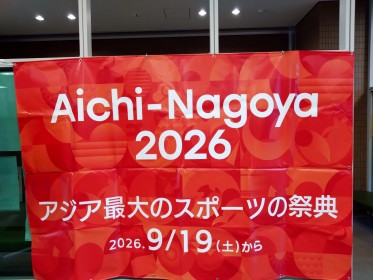 Aichi-Nagoya
2026
アジア最大のスポーツの祭典
2026. 9/19(土)から